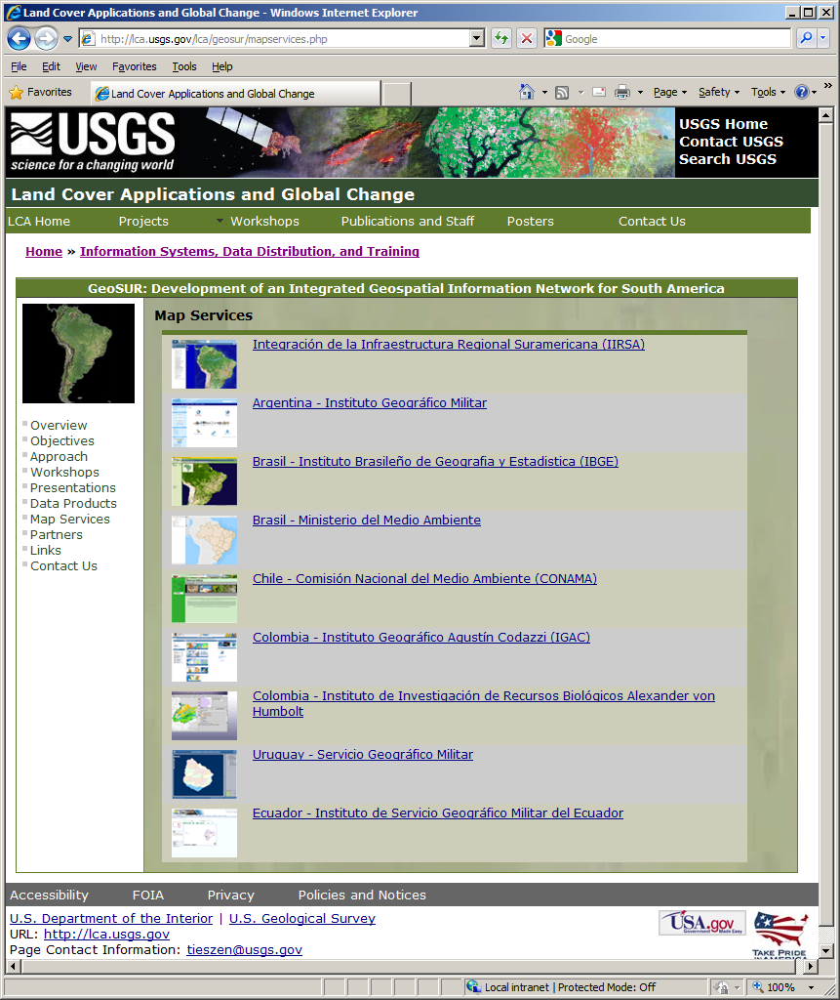 Land Cover Applications and Global Change - Windows Internet Explorer
http://lca.usgs.gov/lca/geosur/mapservices.php
Google
File Edit View Favorites Tools Help
Favorites
Land Cover Applications and Global Change
Page Safety Tools
USGS
science for a changing world
USGS Home
Contact USGS
Search USGS
Land Cover Applications and Global Change
LCA Home Projects Workshops Publications and Staff Posters Contact Us
Home » Information Systems, Data Distribution, and Training
GeoSUR: Development of an Integrated Geospatial Information Network for South America
Overview
Objectives
Approach
Workshops
Presentations
Data Products
Map Services
Partners
Links
Contact Us
Map Services
Integración de la Infraestructura Regional Suramericana (IIRSA)
Argentina - Instituto Geográfico Militar
Brasil - Instituto Brasileño de Geografia y Estadistica (IBGE)
Brasil - Ministerio del Medio Ambiente
Chile - Comisión Nacional del Medio Ambiente (CONAMA)
Colombia - Instituto Geográfico Agustín Codazzi (IGAC)
Colombia - Instituto de Investigación de Recursos Biológicos Alexander von
Humbolt
Uruguay - Servicio Geográfico Militar
Ecuador - Instituto de Servicio Geográfico Militar del Ecuador
Accessibility FOIA Privacy Policies and Notices
U.S. Department of the Interior | U.S. Geological Survey
URL: http://lca.usgs.gov
Page Contact Information: tieszen@usgs.gov
USA.gov
Government Made Easy
TAKE PRIDE
IN AMERICA
Local intranet | Protected Mode: Off
100%